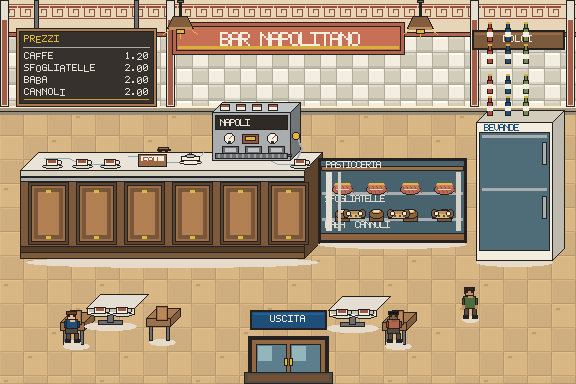 PREZZI
CAFFE 1.20
SFOGLIATELLE 2.00
BABA 2.00
CANNOLI 2.00
BAR NAPOLITANO
NAPOLI
BEVANDE
PASTICCERIA
SFOGLIATELLE
BABA CANNOLI
USCITA